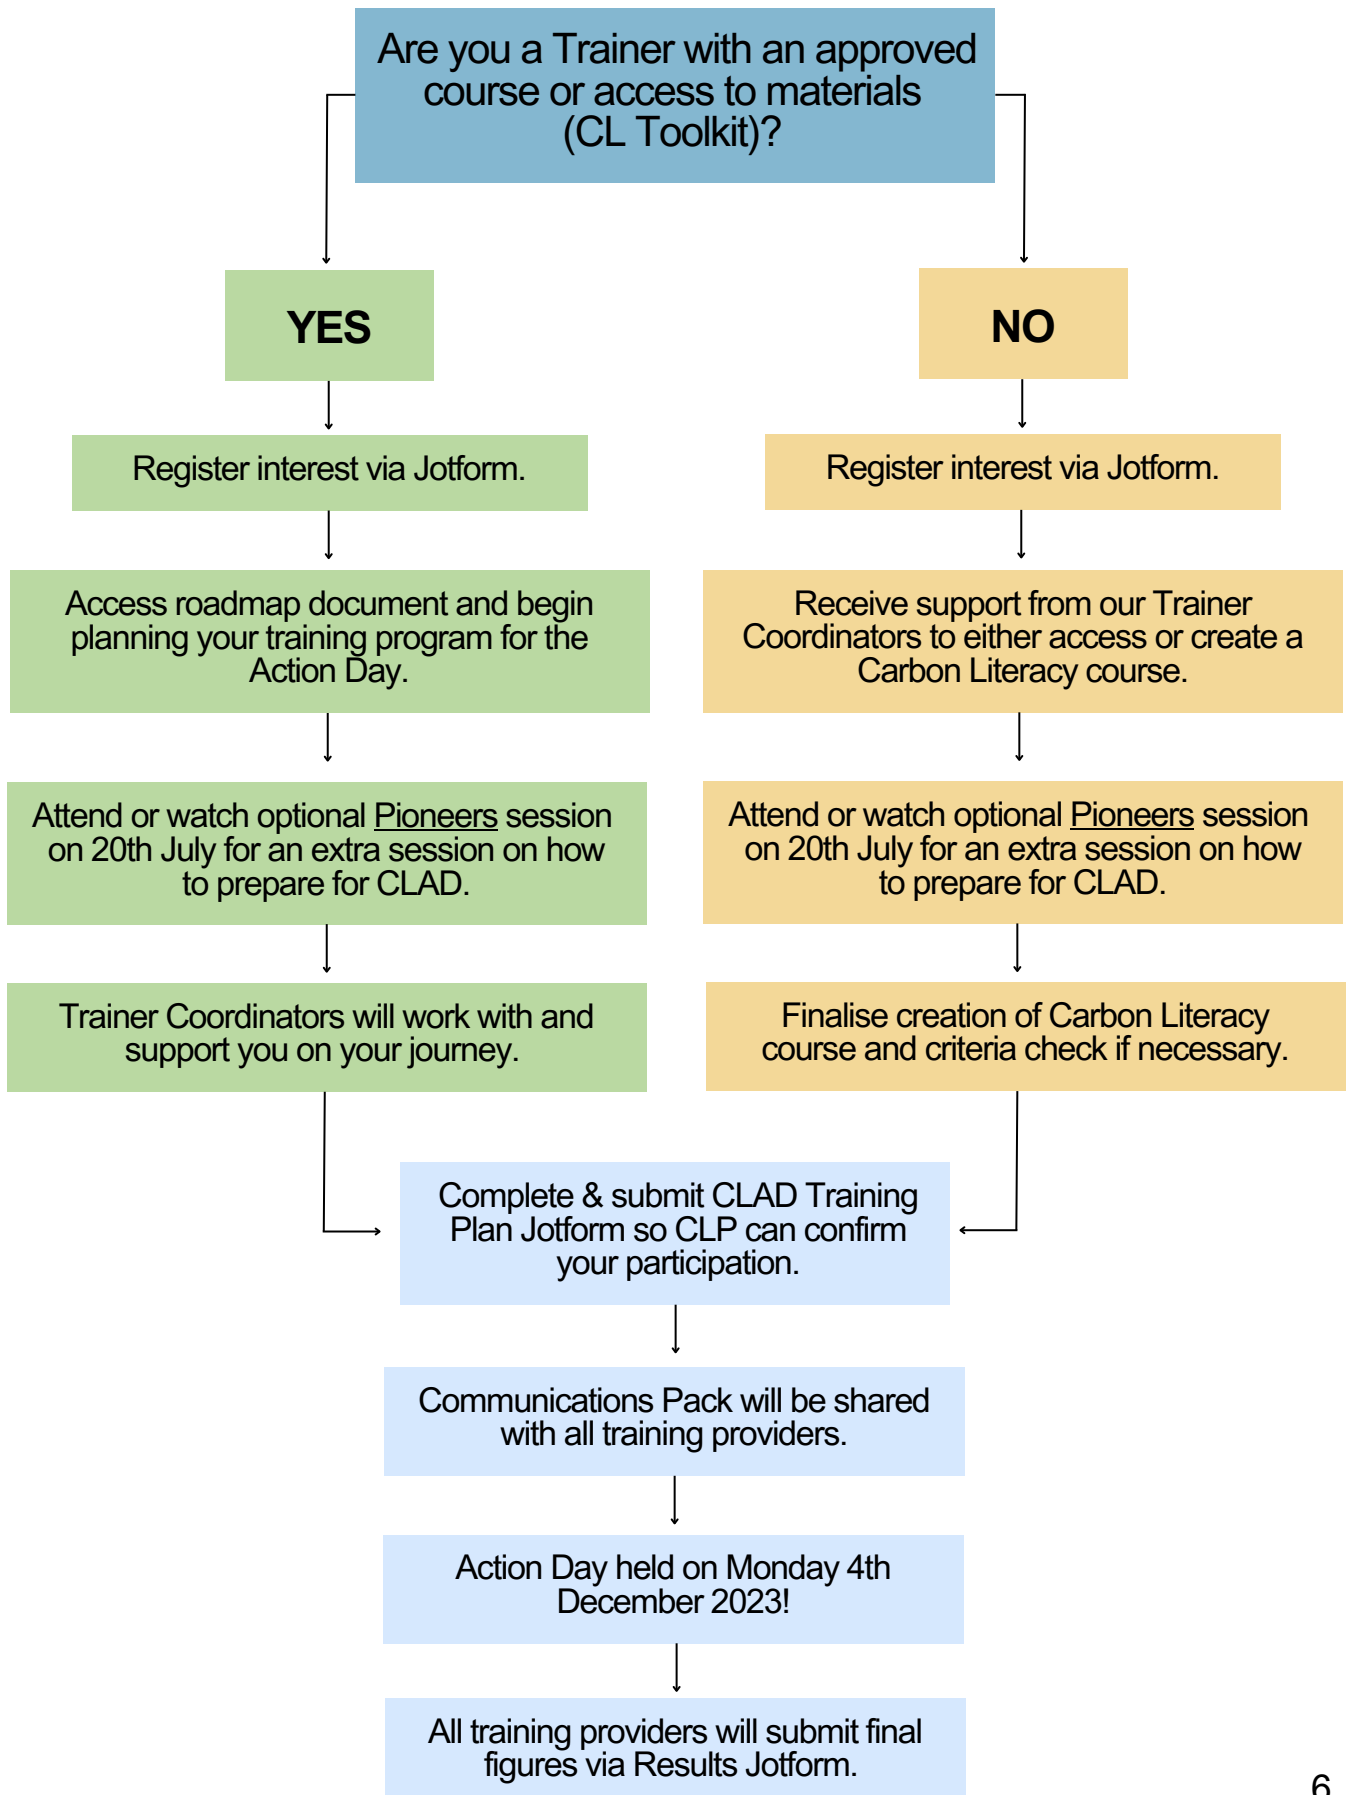 Are you a Trainer with an approved
course or access to materials
(CL Toolkit)?
YES
Register interest via Jotform.
Access roadmap document and begin
planning your training program for the
Action Day.
Attend or watch optional Pioneers session
on 20th July for an extra session on how
to prepare for CLAD.
Trainer Coordinators will work with and
support you on your journey.
NO
Register interest via Jotform.
Receive support from our Trainer
Coordinators to either access or create a
Carbon Literacy course.
Attend or watch optional Pioneers session
on 20th July for an extra session on how
to prepare for CLAD.
Finalise creation of Carbon Literacy
course and criteria check if necessary.
Complete & submit CLAD Training
Plan Jotform so CLP can confirm
your participation.
Communications Pack will be shared
with all training providers.
Action Day held on Monday 4th
December 2023!
All training providers will submit final
figures via Results Jotform.
6